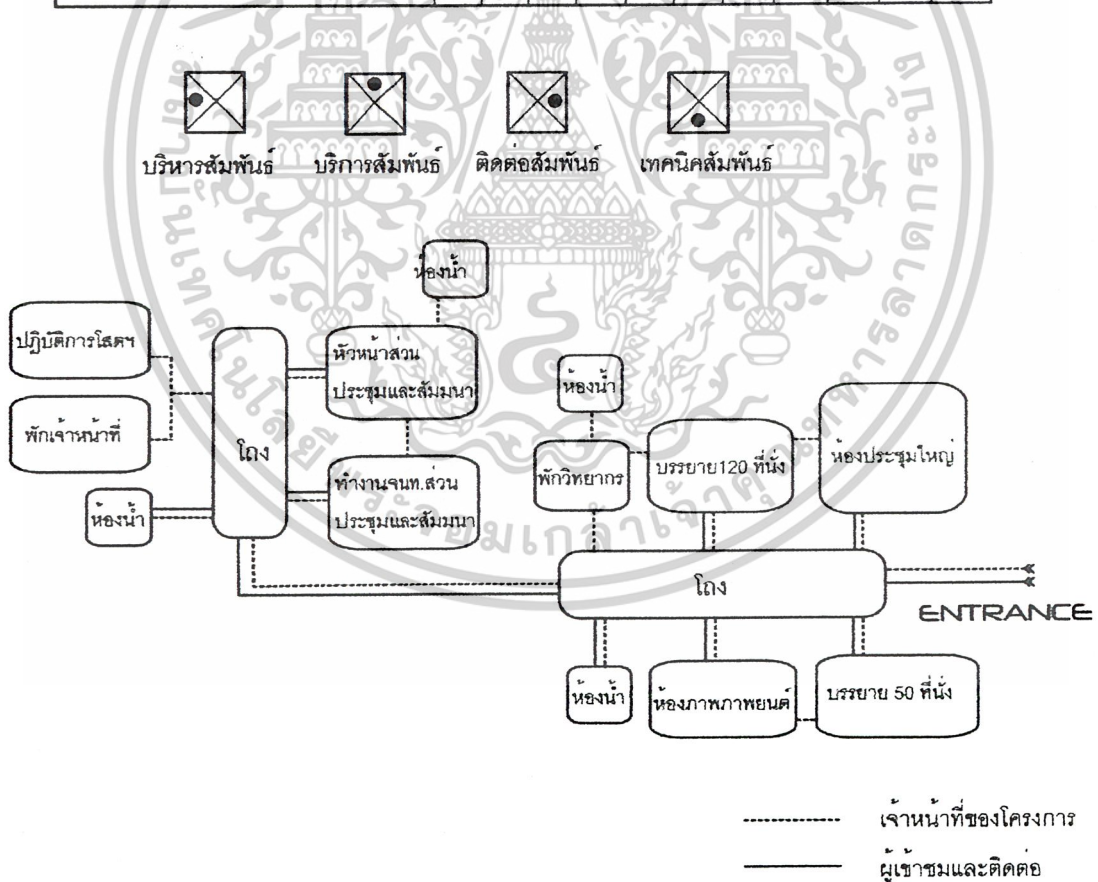 บริหารสัมพันธ์
บริการสัมพันธ์
ติดต่อสัมพันธ์
เทคนิคสัมพันธ์
ห้องน้ำ
ปฏิบัติการโสตฯ
หัวหน้าส่วน
ประชุมและสัมมนา
ห้องน้ำ
พักเจ้าหน้าที่
โถง
ห้องประชุมใหญ่
บรรยาย120 ที่นั่ง
พักวิทยากร
ทำงานจนท.ส่วน
ประชุมและสัมมนา
ห้องน้ำ
โถง
ENTRANCE
ห้องน้ำ
ห้องภาพภาพยนต์
บรรยาย 50 ที่นั่ง
เจ้าหน้าที่ของโครงการ
ผู้เข้าชมและติดต่อ